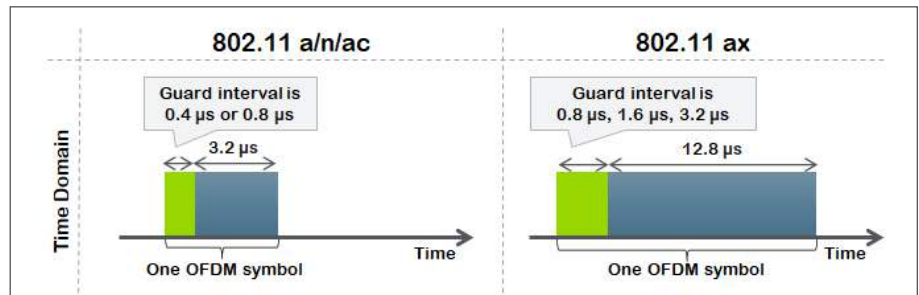 802.11 a/n/ac
802.11 ax
Time Domain
Guard interval is
0.4 µs or 0.8 µs
3.2 µs
Time
One OFDM symbol
Guard interval is
0.8 µs, 1.6 µs, 3.2 µs
12.8 µs
Time
One OFDM symbol